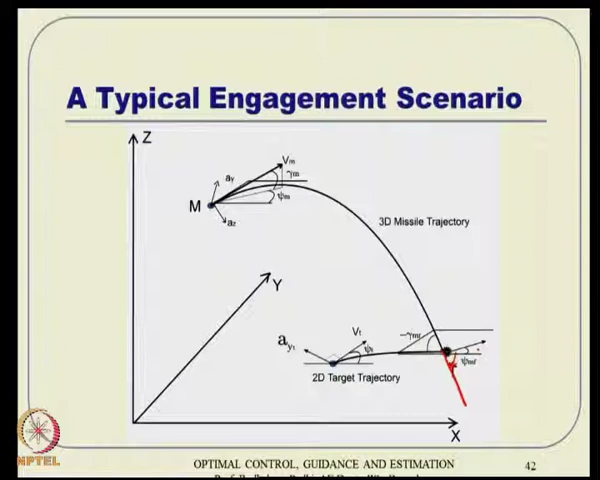 A Typical Engagement Scenario
Z
Vm
γm
ay
ψm
M
az
3D Missile Trajectory
Y
Vt
ayt
ψt
−γmf
ψmf
2D Target Trajectory
X
NPTEL
OPTIMAL CONTROL, GUIDANCE AND ESTIMATION
42